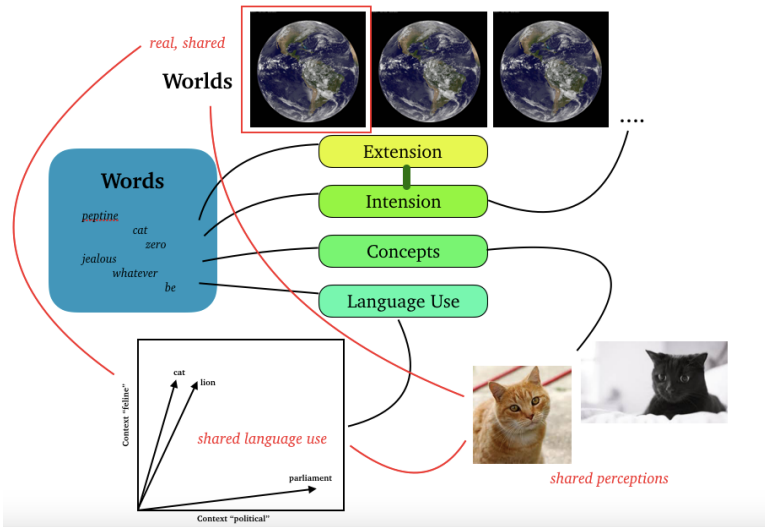 real, shared
Worlds
....
Extension
Intension
Concepts
Language Use
Words
peptine
cat
zero
jealous
whatever
be
Context "feline"
cat
lion
shared language use
parliament
Context "political"
shared perceptions